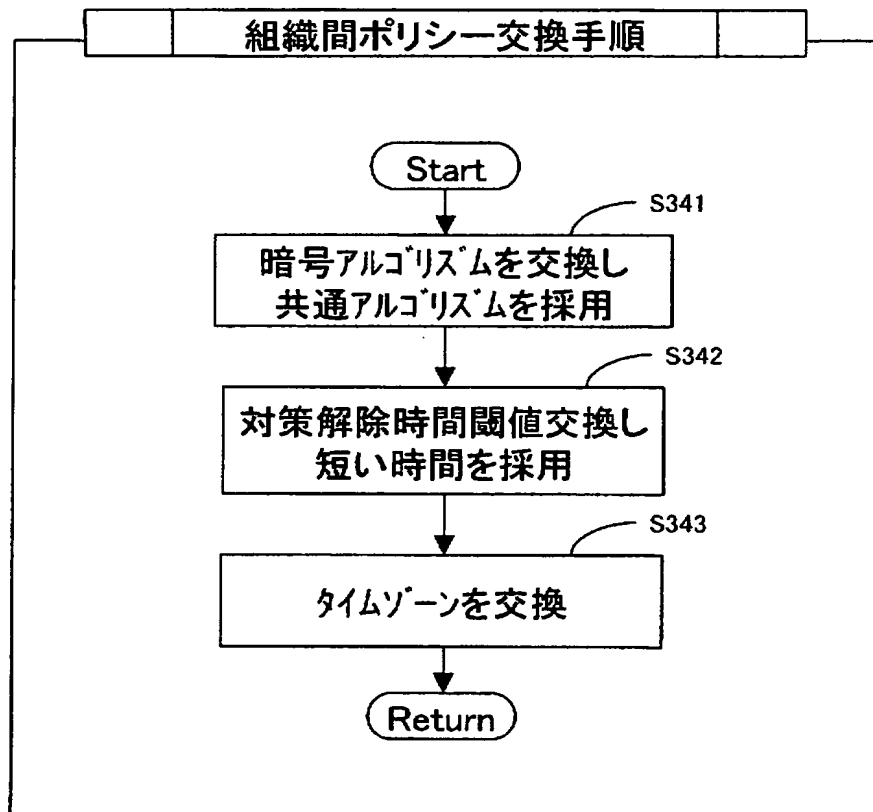 組織間ポリシー交換手順
Start
S341
暗号アルゴリズムを交換し
共通アルゴリズムを採用
S342
対策解除時間閾値交換し
短い時間を採用
S343
タイムゾーンを交換
Return